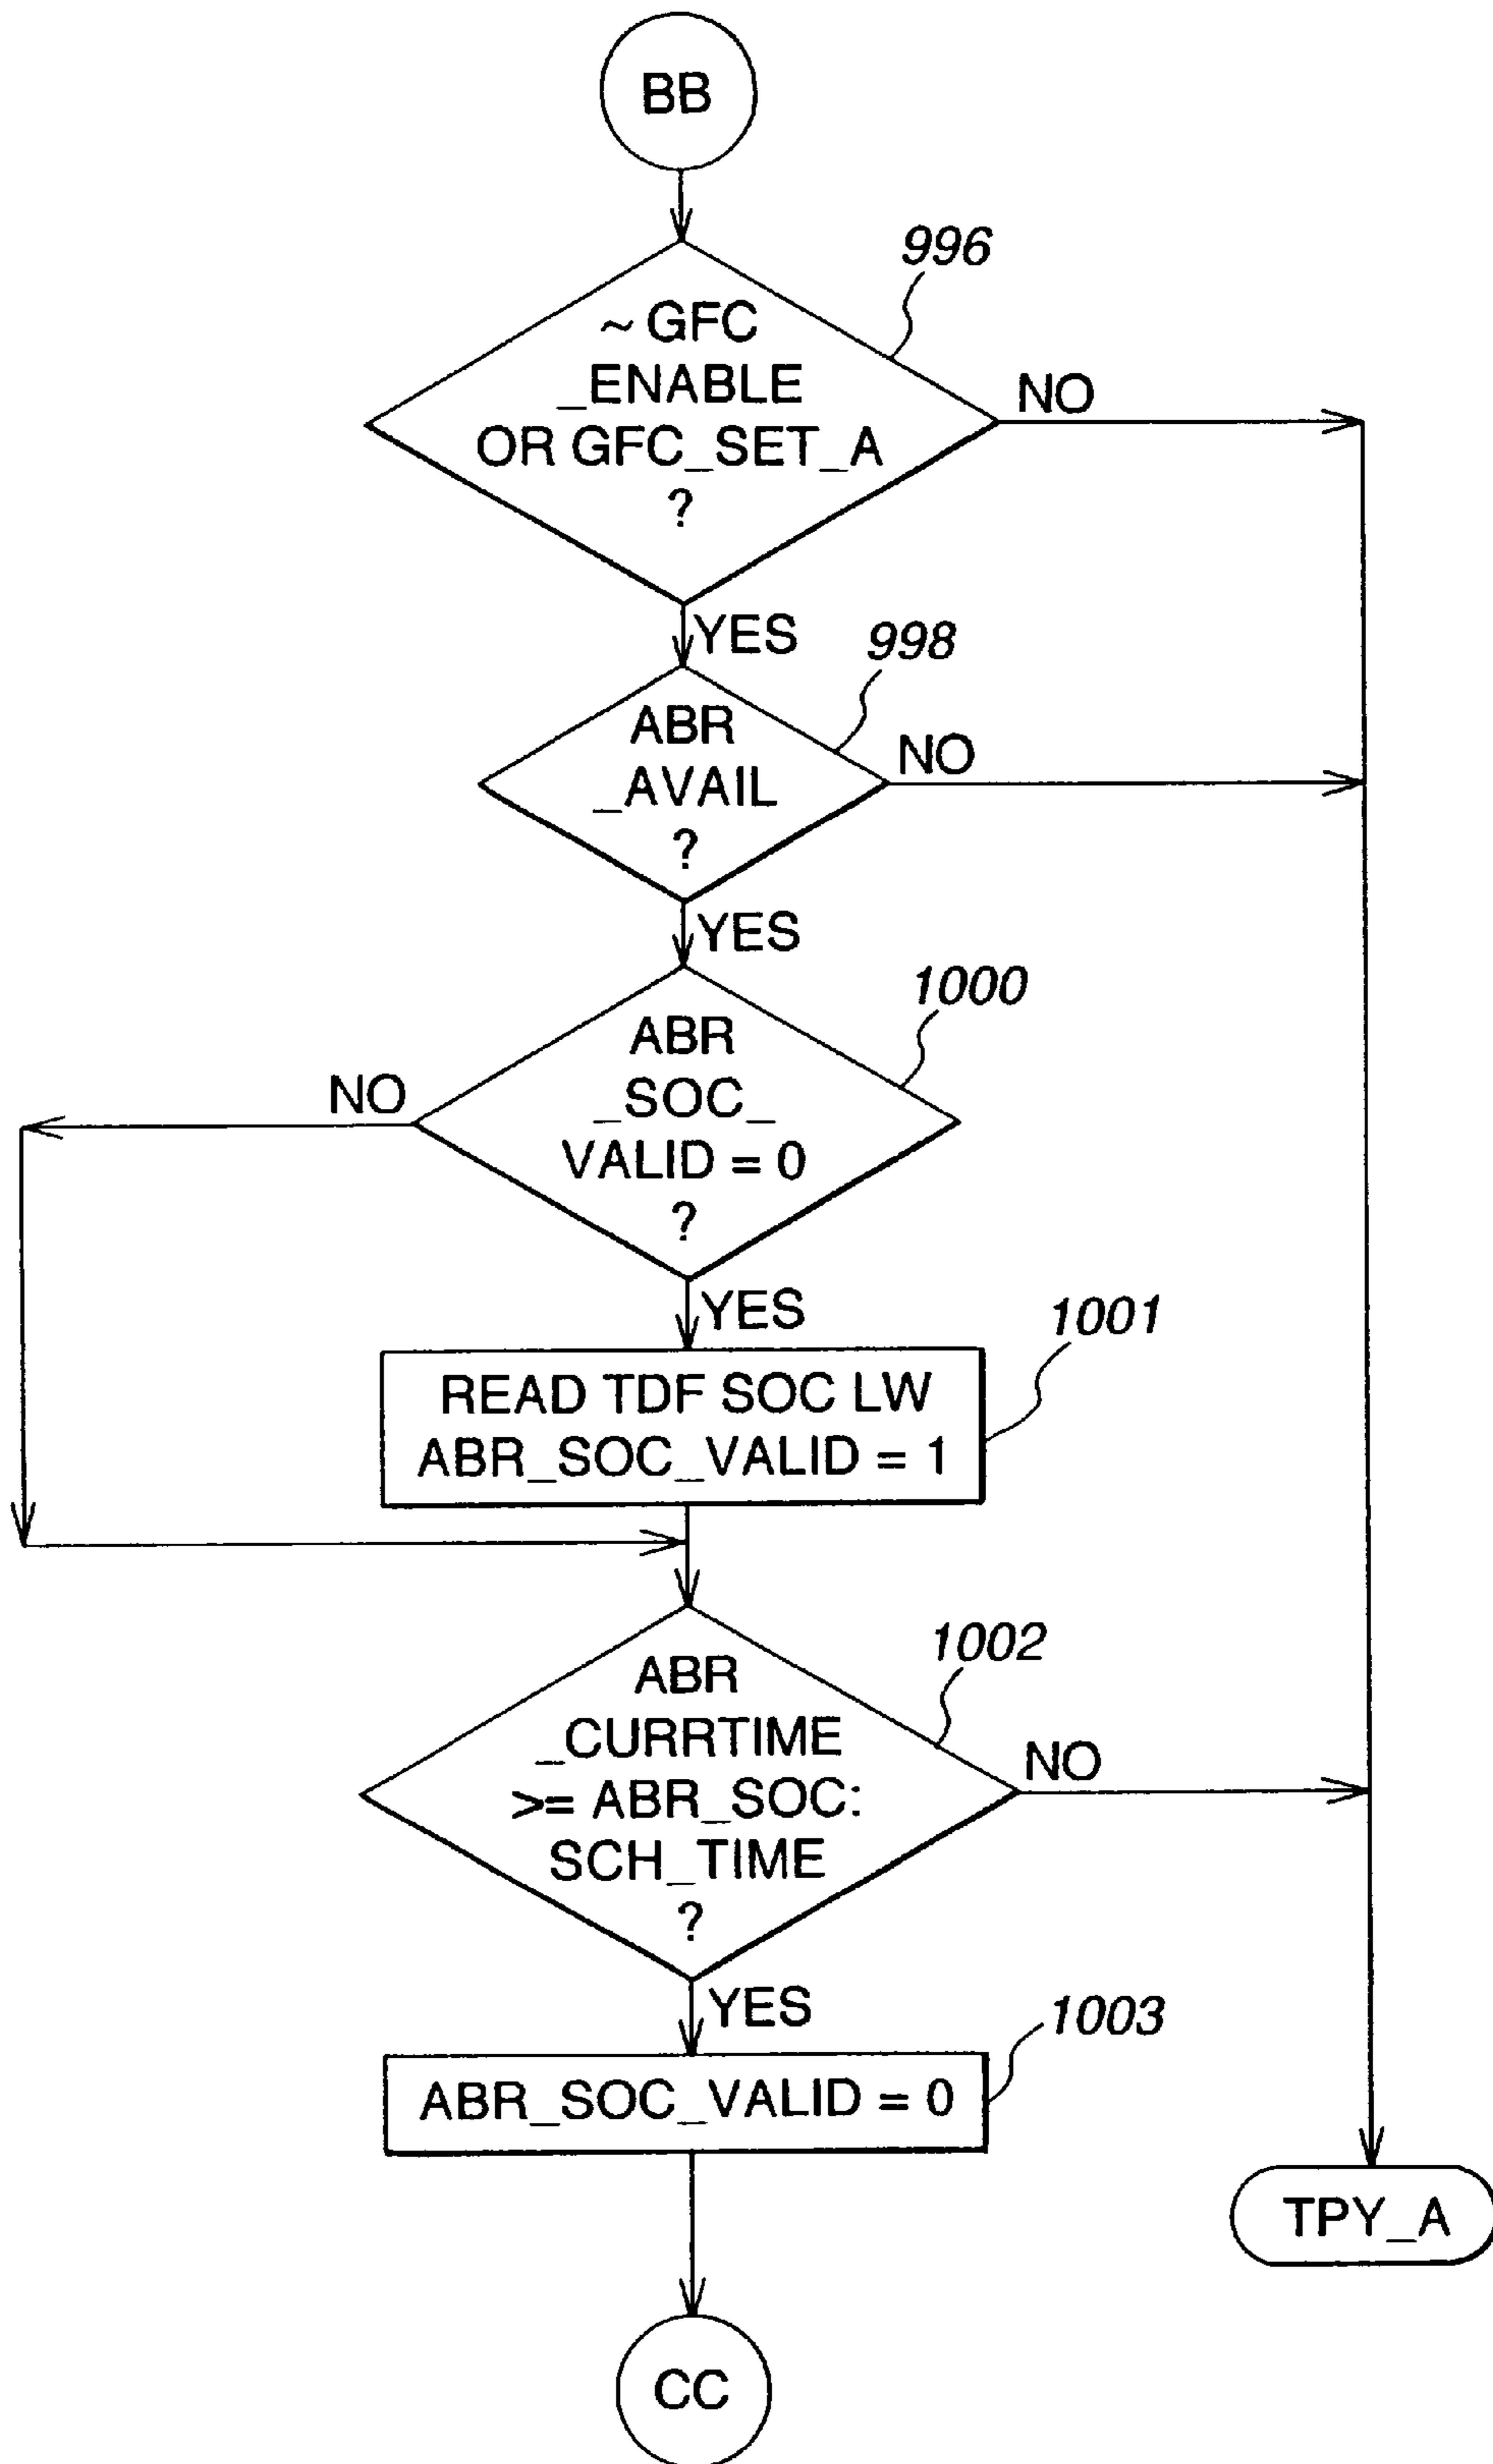 BB
996
~ GFC
_ENABLE
OR GFC_SET_A
?
NO
YES
998
ABR
_AVAIL
?
NO
YES
1000
ABR
_SOC_
VALID = 0
?
NO
YES
1001
READ TDF SOC LW
ABR_SOC_VALID = 1
1002
ABR
_CURRTIME
>= ABR_SOC:
SCH_TIME
?
NO
YES
1003
ABR_SOC_VALID = 0
TPY_A
CC